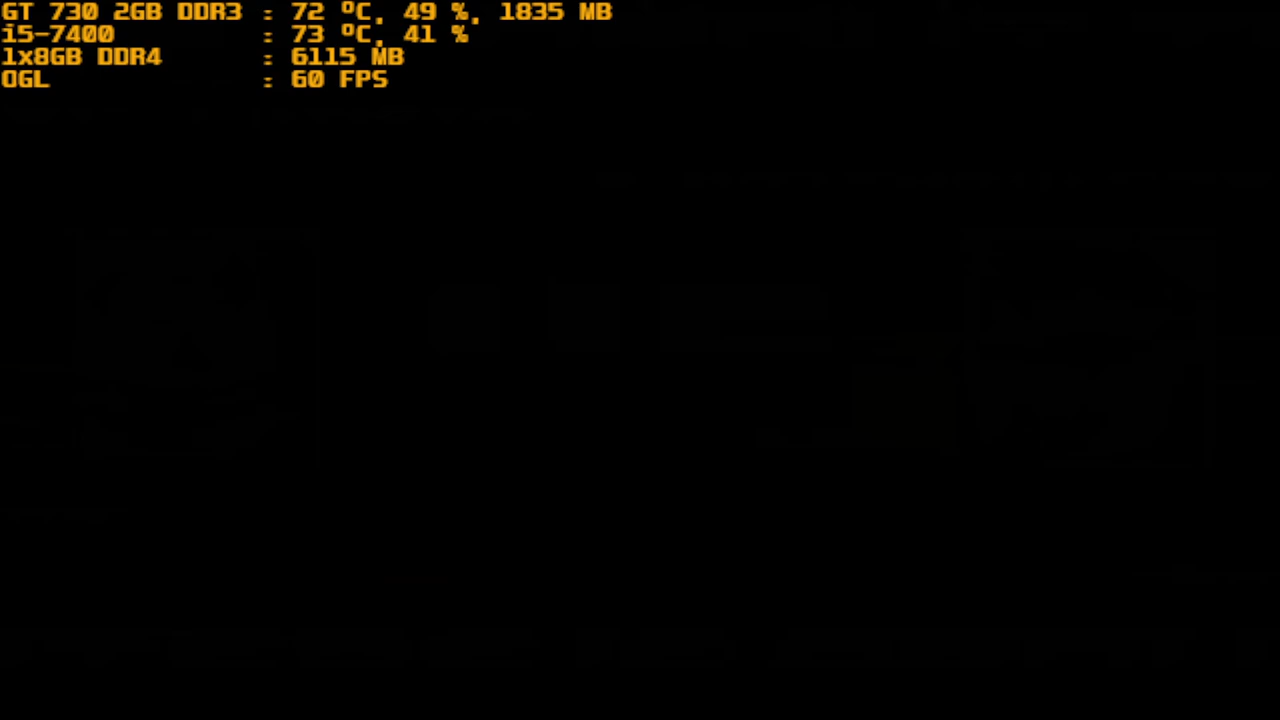 GT 730 2GB DDR3 : 72 ºC, 49 %, 1835 MB
i5-7400 : 73 ºC, 41 %
1x8GB DDR4 : 6115 MB
OGL : 60 FPS